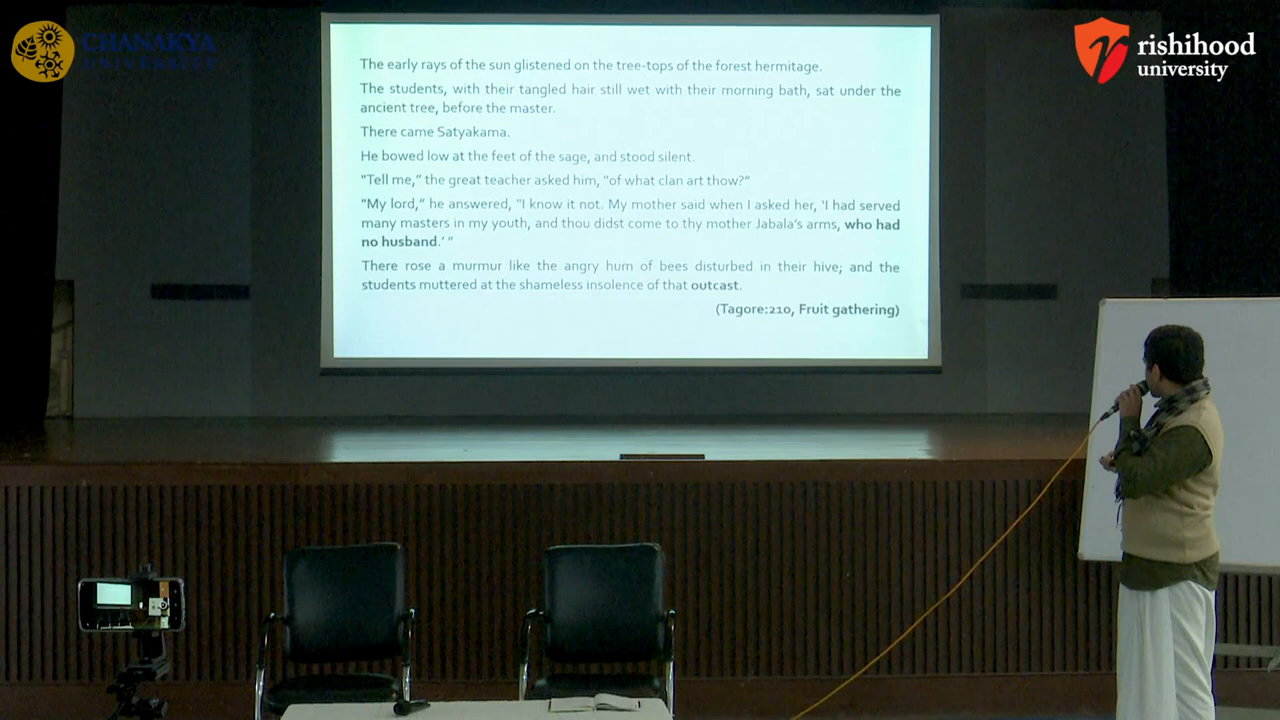 CHANAKYA
UNIVERSITY
rishihood
university
The early rays of the sun glistened on the tree-tops of the forest hermitage.
The students, with their tangled hair still wet with their morning bath, sat under the
ancient tree, before the master.
There came Satyakama.
He bowed low at the feet of the sage, and stood silent.
"Tell me," the great teacher asked him, "of what clan art thow?"
"My lord," he answered, "I know it not. My mother said when I asked her, 'I had served
many masters in my youth, and thou didst come to thy mother Jabala's arms, who had
no husband.' "
There rose a murmur like the angry hum of bees disturbed in their hive; and the
students muttered at the shameless insolence of that outcast.
(Tagore:210, Fruit gathering)